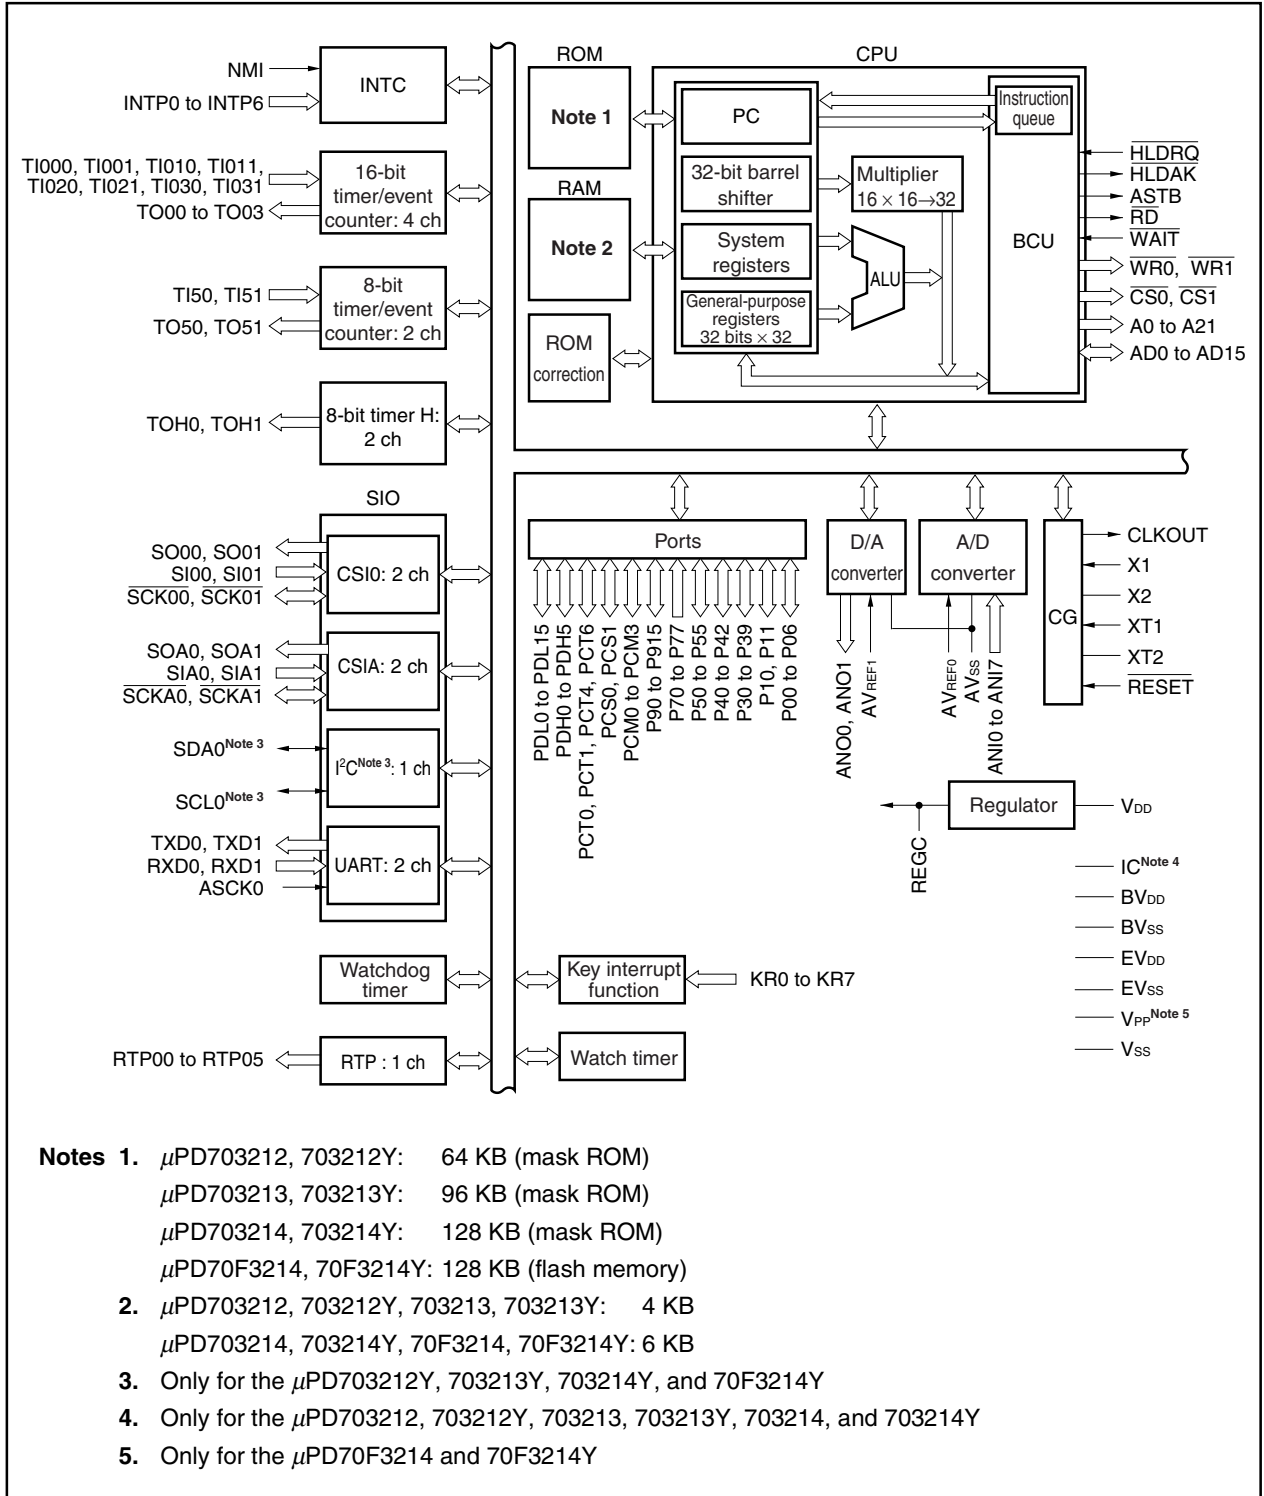 ROM
CPU
NMI
INTP0 to INTP6
INTC
Note 1
PC
Instruction
queue
TI000, TI001, TI010, TI011,
TI020, TI021, TI030, TI031
TO00 to TO03
16-bit
timer/event
counter: 4 ch
RAM
Note 2
32-bit barrel
shifter
Multiplier
16 × 16→32
System
registers
ALU
General-purpose
registers
32 bits × 32
BCU
HLDRQ
HLDAK
ASTB
RD
WAIT
WR0, WR1
CS0, CS1
A0 to A21
AD0 to AD15
TI50, TI51
TO50, TO51
8-bit
timer/event
counter: 2 ch
ROM
correction
TOH0, TOH1
8-bit timer H:
2 ch
SIO
SO00, SO01
SI00, SI01
SCK00, SCK01
CSI0: 2 ch
SOA0, SOA1
SIA0, SIA1
SCKA0, SCKA1
CSIA: 2 ch
SDA0Note 3
SCL0Note 3
I2CNote 3: 1 ch
TXD0, TXD1
RXD0, RXD1
ASCK0
UART: 2 ch
Ports
PDL0 to PDL15
PDH0 to PDH5
PCT0, PCT1, PCT4, PCT6
PCS0, PCS1
PCM0 to PCM3
P90 to P915
P70 to P77
P50 to P55
P40 to P42
P30 to P39
P10, P11
P00 to P06
D/A
converter
ANO0, ANO1
AVREF1
A/D
converter
AVREF0
AVSS
ANI0 to ANI7
CG
CLKOUT
X1
X2
XT1
XT2
RESET
Regulator
VDD
REGC
ICNote 4
BVDD
BVSS
EVDD
EVSS
VPPNote 5
VSS
Watchdog
timer
Key interrupt
function
KR0 to KR7
RTP00 to RTP05
RTP : 1 ch
Watch timer
Notes 1. μPD703212, 703212Y: 64 KB (mask ROM)
μPD703213, 703213Y: 96 KB (mask ROM)
μPD703214, 703214Y: 128 KB (mask ROM)
μPD70F3214, 70F3214Y: 128 KB (flash memory)
2. μPD703212, 703212Y, 703213, 703213Y: 4 KB
μPD703214, 703214Y, 70F3214, 70F3214Y: 6 KB
3. Only for the μPD703212Y, 703213Y, 703214Y, and 70F3214Y
4. Only for the μPD703212, 703212Y, 703213, 703213Y, 703214, and 703214Y
5. Only for the μPD70F3214 and 70F3214Y